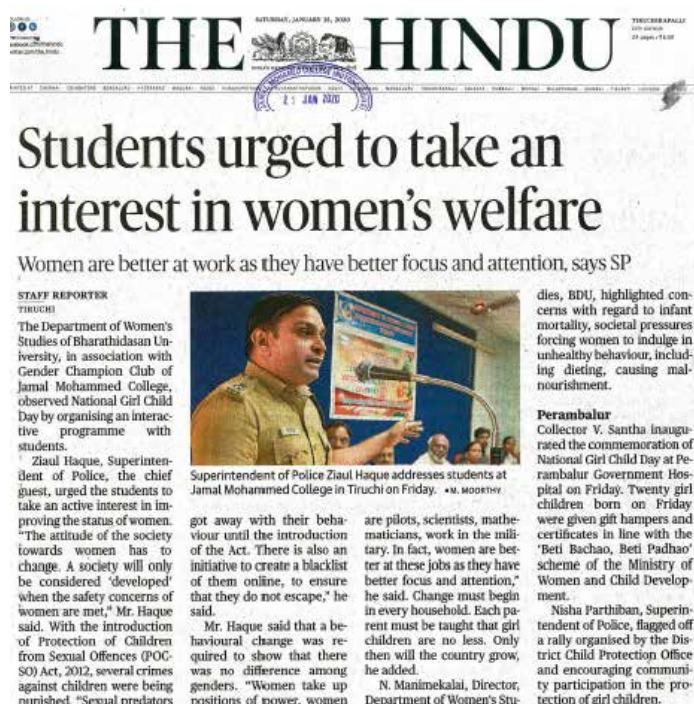 SATURDAY, JANUARY 25, 2020
THE HINDU
TIRUCHIRAPALLI
21 JAN 2020
Students urged to take an
interest in women's welfare
Women are better at work as they have better focus and attention, says SP
STAFF REPORTER
TIRUCHI
The Department of Women's
Studies of Bharathidasan Un-
iversity, in association with
Gender Champion Club of
Jamal Mohammed College,
observed National Girl Child
Day by organising an interac-
tive programme with
students.
Ziaul Haque, Superinten-
dent of Police, the chief
guest, urged the students to
take an active interest in im-
proving the status of women.
"The attitude of the society
towards women has to
change. A society will only
be considered 'developed'
when the safety concerns of
women are met," Mr. Haque
said. With the introduction
of Protection of Children
from Sexual Offences (POC-
SO) Act, 2012, several crimes
against children were being
punished. "Sexual predators
Superintendent of Police Ziaul Haque addresses students at
Jamal Mohammed College in Tiruchi on Friday. •M. MOORTHY
got away with their beha-
viour until the introduction
of the Act. There is also an
initiative to create a blacklist
of them online, to ensure
that they do not escape," he
said.
Mr. Haque said that a be-
havioural change was re-
quired to show that there
was no difference among
genders. "Women take up
positions of power, women
are pilots, scientists, mathe-
maticians, work in the mili-
tary. In fact, women are bet-
ter at these jobs as they have
better focus and attention,"
he said. Change must begin
in every household. Each pa-
rent must be taught that girl
children are no less. Only
then will the country grow,
he added.
N. Manimekalai, Director,
Department of Women's Stu-
dies, BDU, highlighted con-
cerns with regard to infant
mortality, societal pressures
forcing women to indulge in
unhealthy behaviour, includ-
ing dieting, causing mal-
nourishment.
Perambalur
Collector V. Santha inaugu-
rated the commemoration of
National Girl Child Day at Pe-
rambalur Government Hos-
pital on Friday. Twenty girl
children born on Friday
were given gift hampers and
certificates in line with the
'Beti Bachao, Beti Padhao'
scheme of the Ministry of
Women and Child Develop-
ment.
Nisha Parthiban, Superin-
tendent of Police, flagged off
a rally organised by the Dis-
trict Child Protection Office
and encouraging communi-
ty participation in the pro-
tection of girl children.